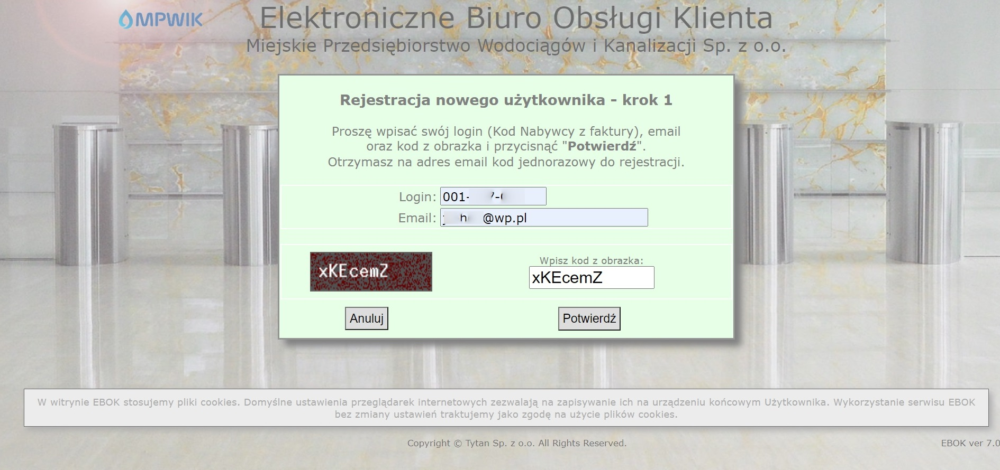 MPWIK
Elektroniczne Biuro Obsługi Klienta
Miejskie Przedsiębiorstwo Wodociągów i Kanalizacji Sp. z o.o.
Rejestracja nowego użytkownika - krok 1
Proszę wpisać swój login (Kod Nabywcy z faktury), email
oraz kod z obrazka i przycisnąć "Potwierdź".
Otrzymasz na adres email kod jednorazowy do rejestracji.
Login: 001-
Email: @wp.pl
Wpisz kod z obrazka:
xKEcemZ xKEcemZ
Anuluj Potwierdź
W witrynie EBOK stosujemy pliki cookies. Domyślne ustawienia przeglądarek internetowych zezwalają na zapisywanie ich na urządzeniu końcowym Użytkownika. Wykorzystanie serwisu EBOK
bez zmiany ustawień traktujemy jako zgodę na użycie plików cookies.
Copyright © Tytan Sp. z o.o. All Rights Reserved. EBOK ver 7.0